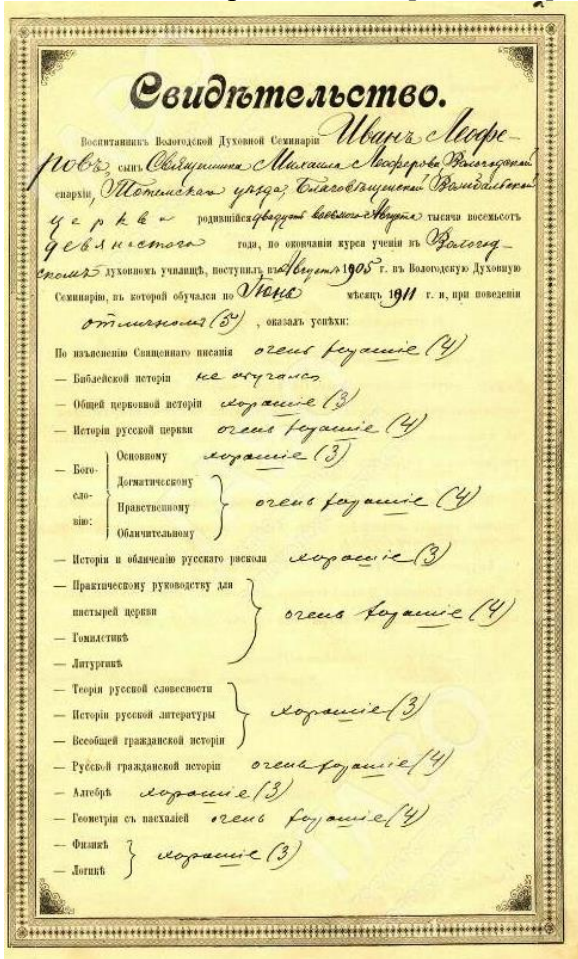 Свидѣтельство.
Воспитанникъ Вологодской Духовной Семинаріи Иванъ Леофе-
ровъ, сынъ Священника Михаила Леоферова Вологодской
епархіи, Тотемскаго уѣзда, Благовѣщенской
церкви родившійся двадцать восьмого Августа тысяча восемьсотъ
девяностого года, по окончаніи курса ученія въ Вологод-
скомъ духовномъ училищѣ, поступилъ въ Августѣ 1905 г. въ Вологодскую Духовную
Семинарію, въ которой обучался по Іюнь мѣсяцъ 1911 г. и, при поведеніи
отличномъ (5), оказалъ успѣхи:
По изъясненію Священнаго писанія очень хорошіе (4)
— Библейской исторіи не обучался
— Общей церковной исторіи хорошіе (3)
— Исторіи русской церкви очень хорошіе (4)
— Бого-
сло-
вію:
Основному хорошіе (3)
Догматическому
Нравственному очень хорошіе (4)
Обличительному
— Исторіи и обличенію русскаго раскола хорошіе (3)
— Практическому руководству для
пастырей церкви очень хорошіе (4)
— Гомилетикѣ
— Литургикѣ
— Теоріи русской словесности
— Исторіи русской литературы хорошіе (3)
— Всеобщей гражданской исторіи
— Русской гражданской исторіи очень хорошіе (4)
— Алгебрѣ хорошіе (3)
— Геометріи съ пасхаліей очень хорошіе (4)
— Физикѣ хорошіе (3)
— Логикѣ